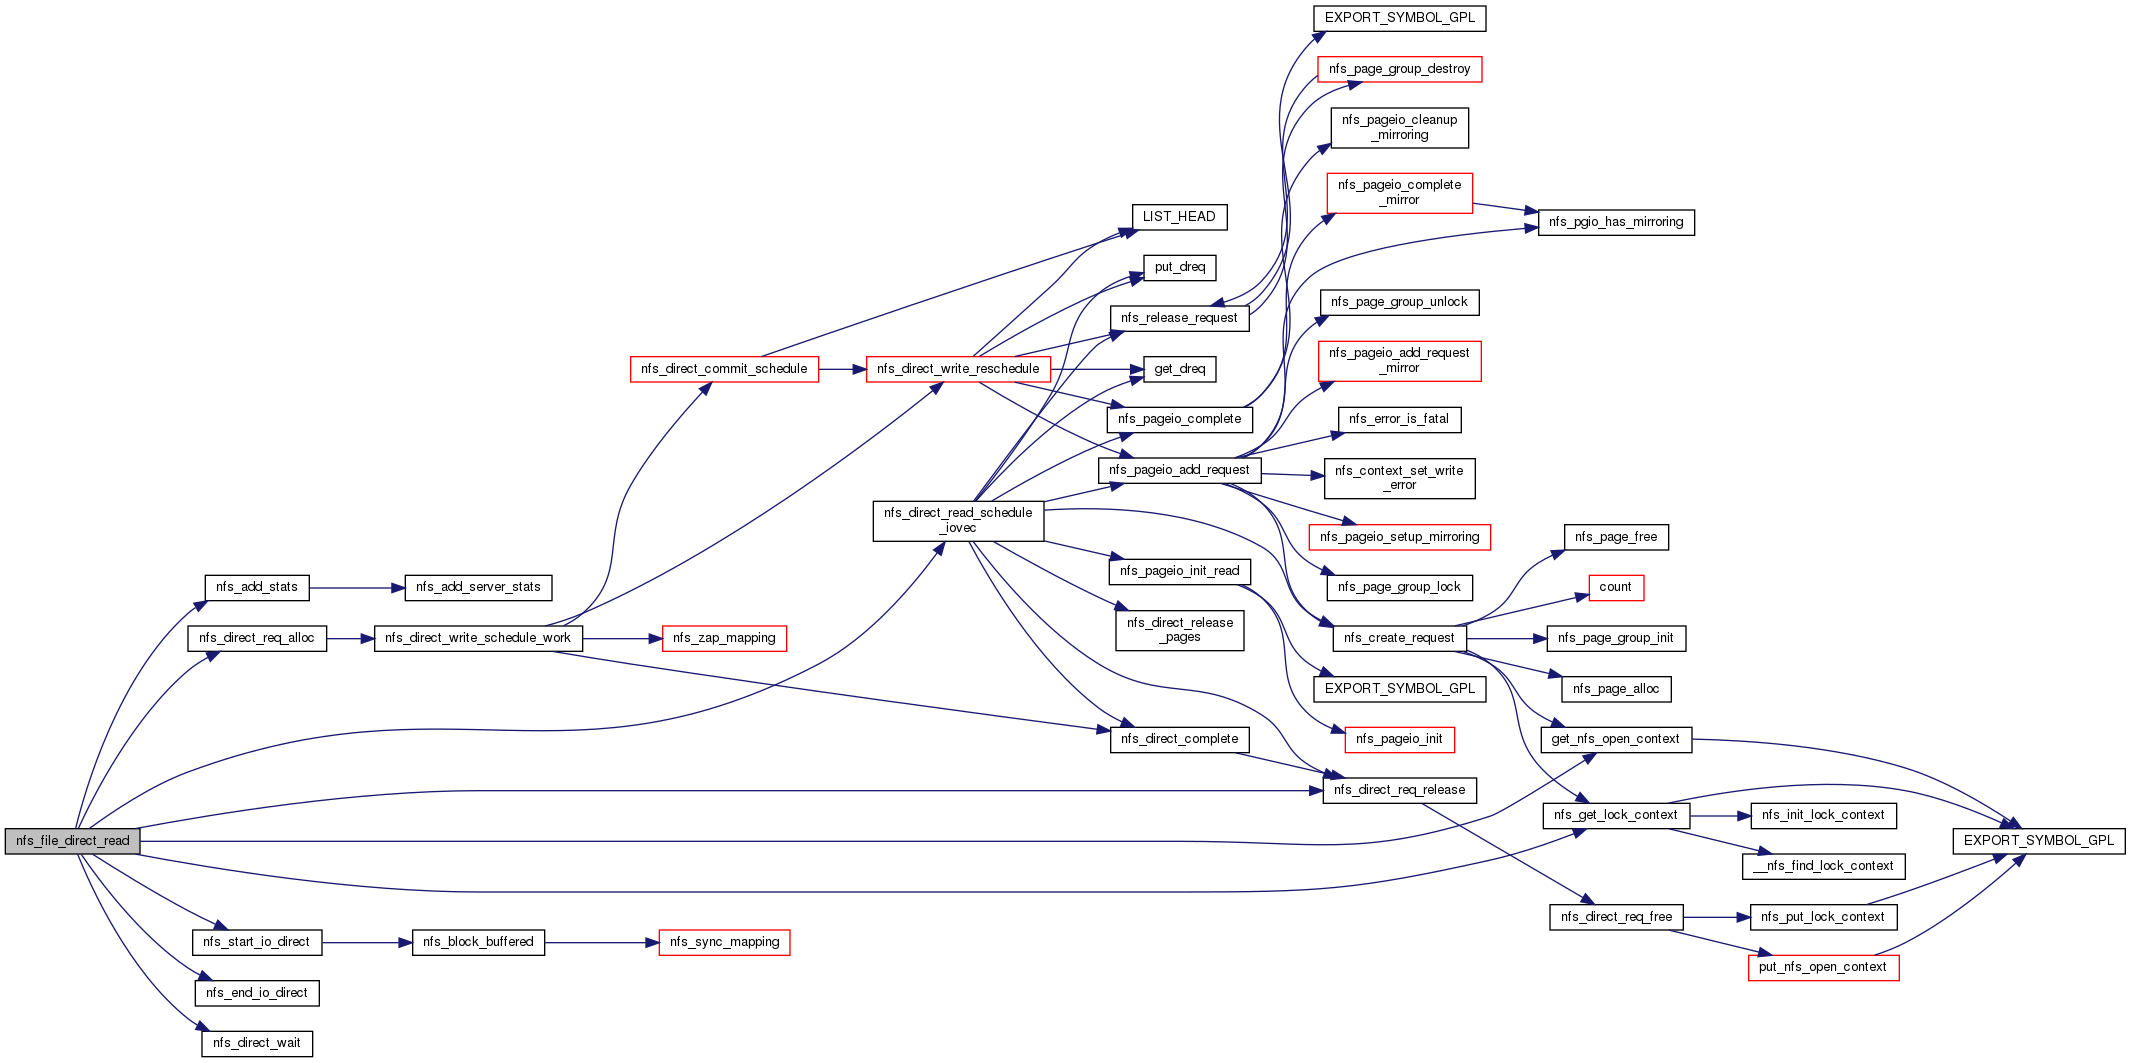 EXPORT_SYMBOL_GPL
nfs_page_group_destroy
nfs_pageio_cleanup
_mirroring
nfs_pageio_complete
_mirror
LIST_HEAD
nfs_pgio_has_mirroring
put_dreq
nfs_page_group_unlock
nfs_release_request
nfs_pageio_add_request
_mirror
nfs_direct_commit_schedule
nfs_direct_write_reschedule
get_dreq
nfs_pageio_complete
nfs_error_is_fatal
nfs_pageio_add_request
nfs_context_set_write
_error
nfs_direct_read_schedule
_iovec
nfs_pageio_setup_mirroring
nfs_page_free
nfs_pageio_init_read
nfs_add_stats
nfs_add_server_stats
nfs_page_group_lock
count
nfs_direct_release
_pages
nfs_direct_req_alloc
nfs_direct_write_schedule_work
nfs_zap_mapping
nfs_create_request
nfs_page_group_init
EXPORT_SYMBOL_GPL
nfs_page_alloc
nfs_direct_complete
nfs_pageio_init
get_nfs_open_context
nfs_direct_req_release
nfs_get_lock_context
nfs_init_lock_context
nfs_file_direct_read
EXPORT_SYMBOL_GPL
__nfs_find_lock_context
nfs_direct_req_free
nfs_put_lock_context
nfs_start_io_direct
nfs_block_buffered
nfs_sync_mapping
put_nfs_open_context
nfs_end_io_direct
nfs_direct_wait